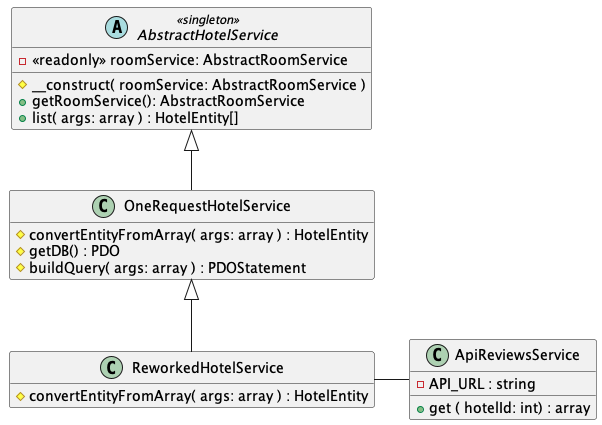 A
«singleton»
AbstractHotelService
«readonly» roomService: AbstractRoomService
__construct( roomService: AbstractRoomService )
getRoomService(): AbstractRoomService
list( args: array ) : HotelEntity[]
C OneRequestHotelService
convertEntityFromArray( args: array ) : HotelEntity
getDB() : PDO
buildQuery( args: array ) : PDOStatement
C ReworkedHotelService
convertEntityFromArray( args: array ) : HotelEntity
C ApiReviewsService
API_URL : string
get ( hotelId: int) : array